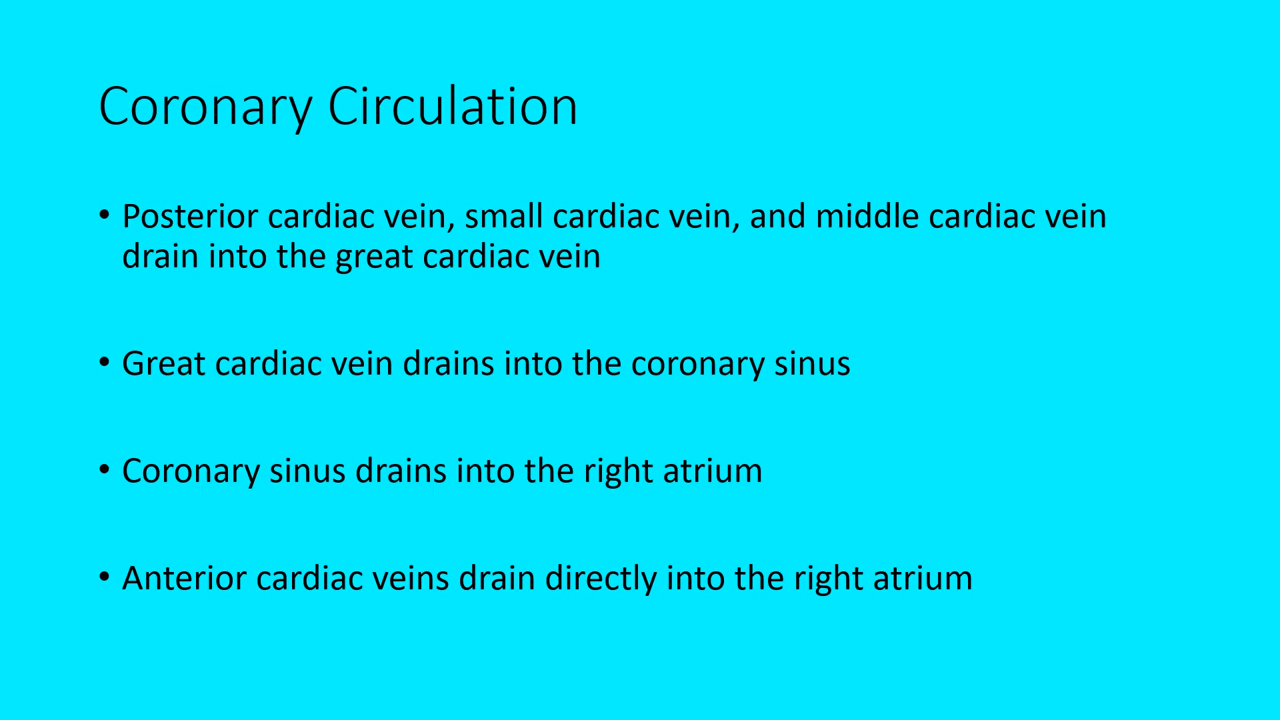 Coronary Circulation
• Posterior cardiac vein, small cardiac vein, and middle cardiac vein
drain into the great cardiac vein
• Great cardiac vein drains into the coronary sinus
• Coronary sinus drains into the right atrium
• Anterior cardiac veins drain directly into the right atrium